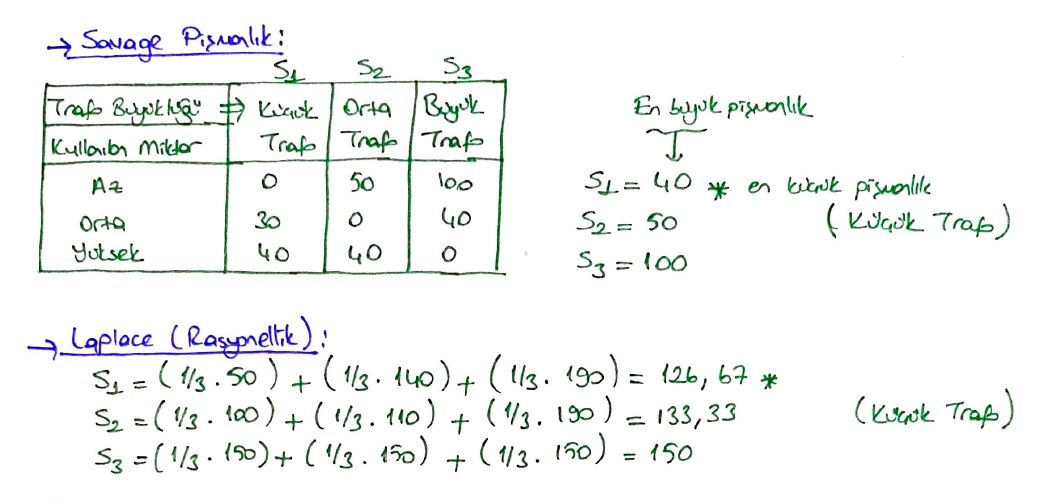 → Savage Pişmanlık:
S1 S2 S3
Trafo Büyüklüğü ⇒ Küçük Orta Büyük
Kullanıcı Miktar Trafo Trafo Trafo
Az 0 50 100
Orta 30 0 40
Yüksek 40 40 0
En büyük pişmanlık
↓
S1 = 40 * en küçük pişmanlık
S2 = 50 (Küçük Trafo)
S3 = 100
→ Laplace (Rasyonellik):
S1 = (1/3 . 50) + (1/3 . 140) + (1/3 . 190) = 126,67 *
S2 = (1/3 . 100) + (1/3 . 110) + (1/3 . 190) = 133,33 (Küçük Trafo)
S3 = (1/3 . 150) + (1/3 . 150) + (1/3 . 150) = 150